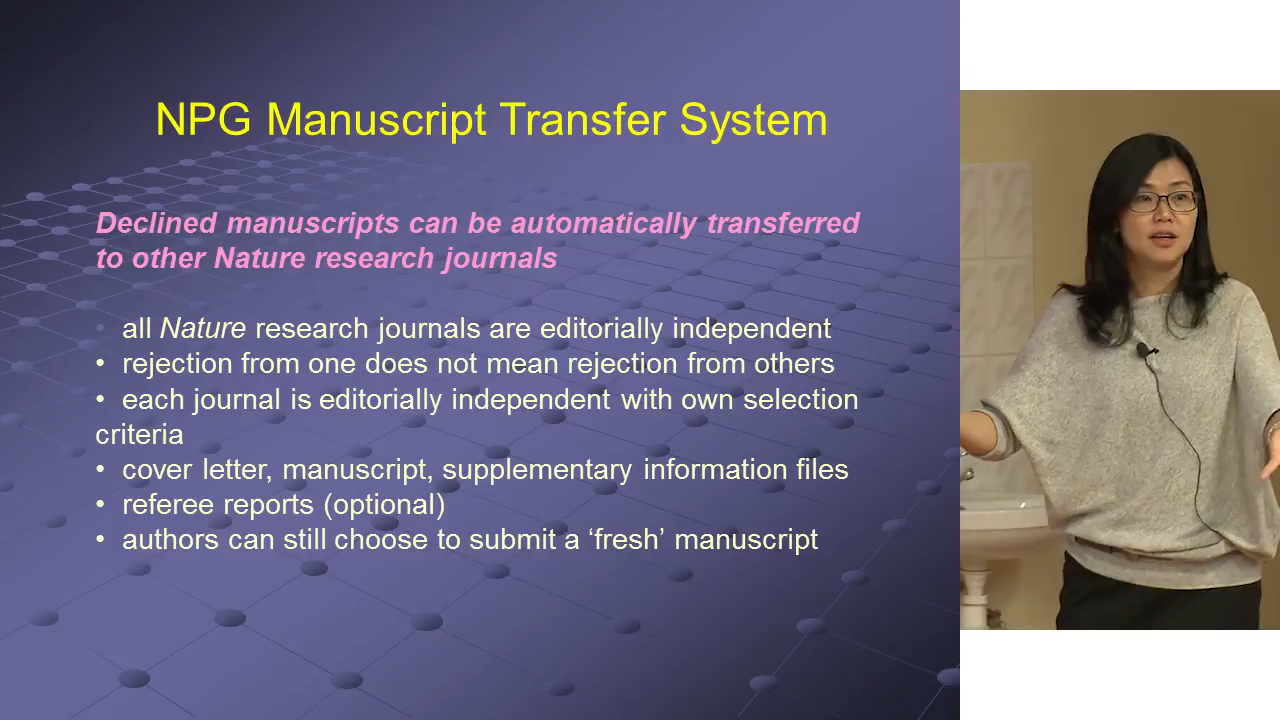 NPG Manuscript Transfer System
Declined manuscripts can be automatically transferred
to other Nature research journals
• all Nature research journals are editorially independent
• rejection from one does not mean rejection from others
• each journal is editorially independent with own selection
criteria
• cover letter, manuscript, supplementary information files
• referee reports (optional)
• authors can still choose to submit a ‘fresh’ manuscript